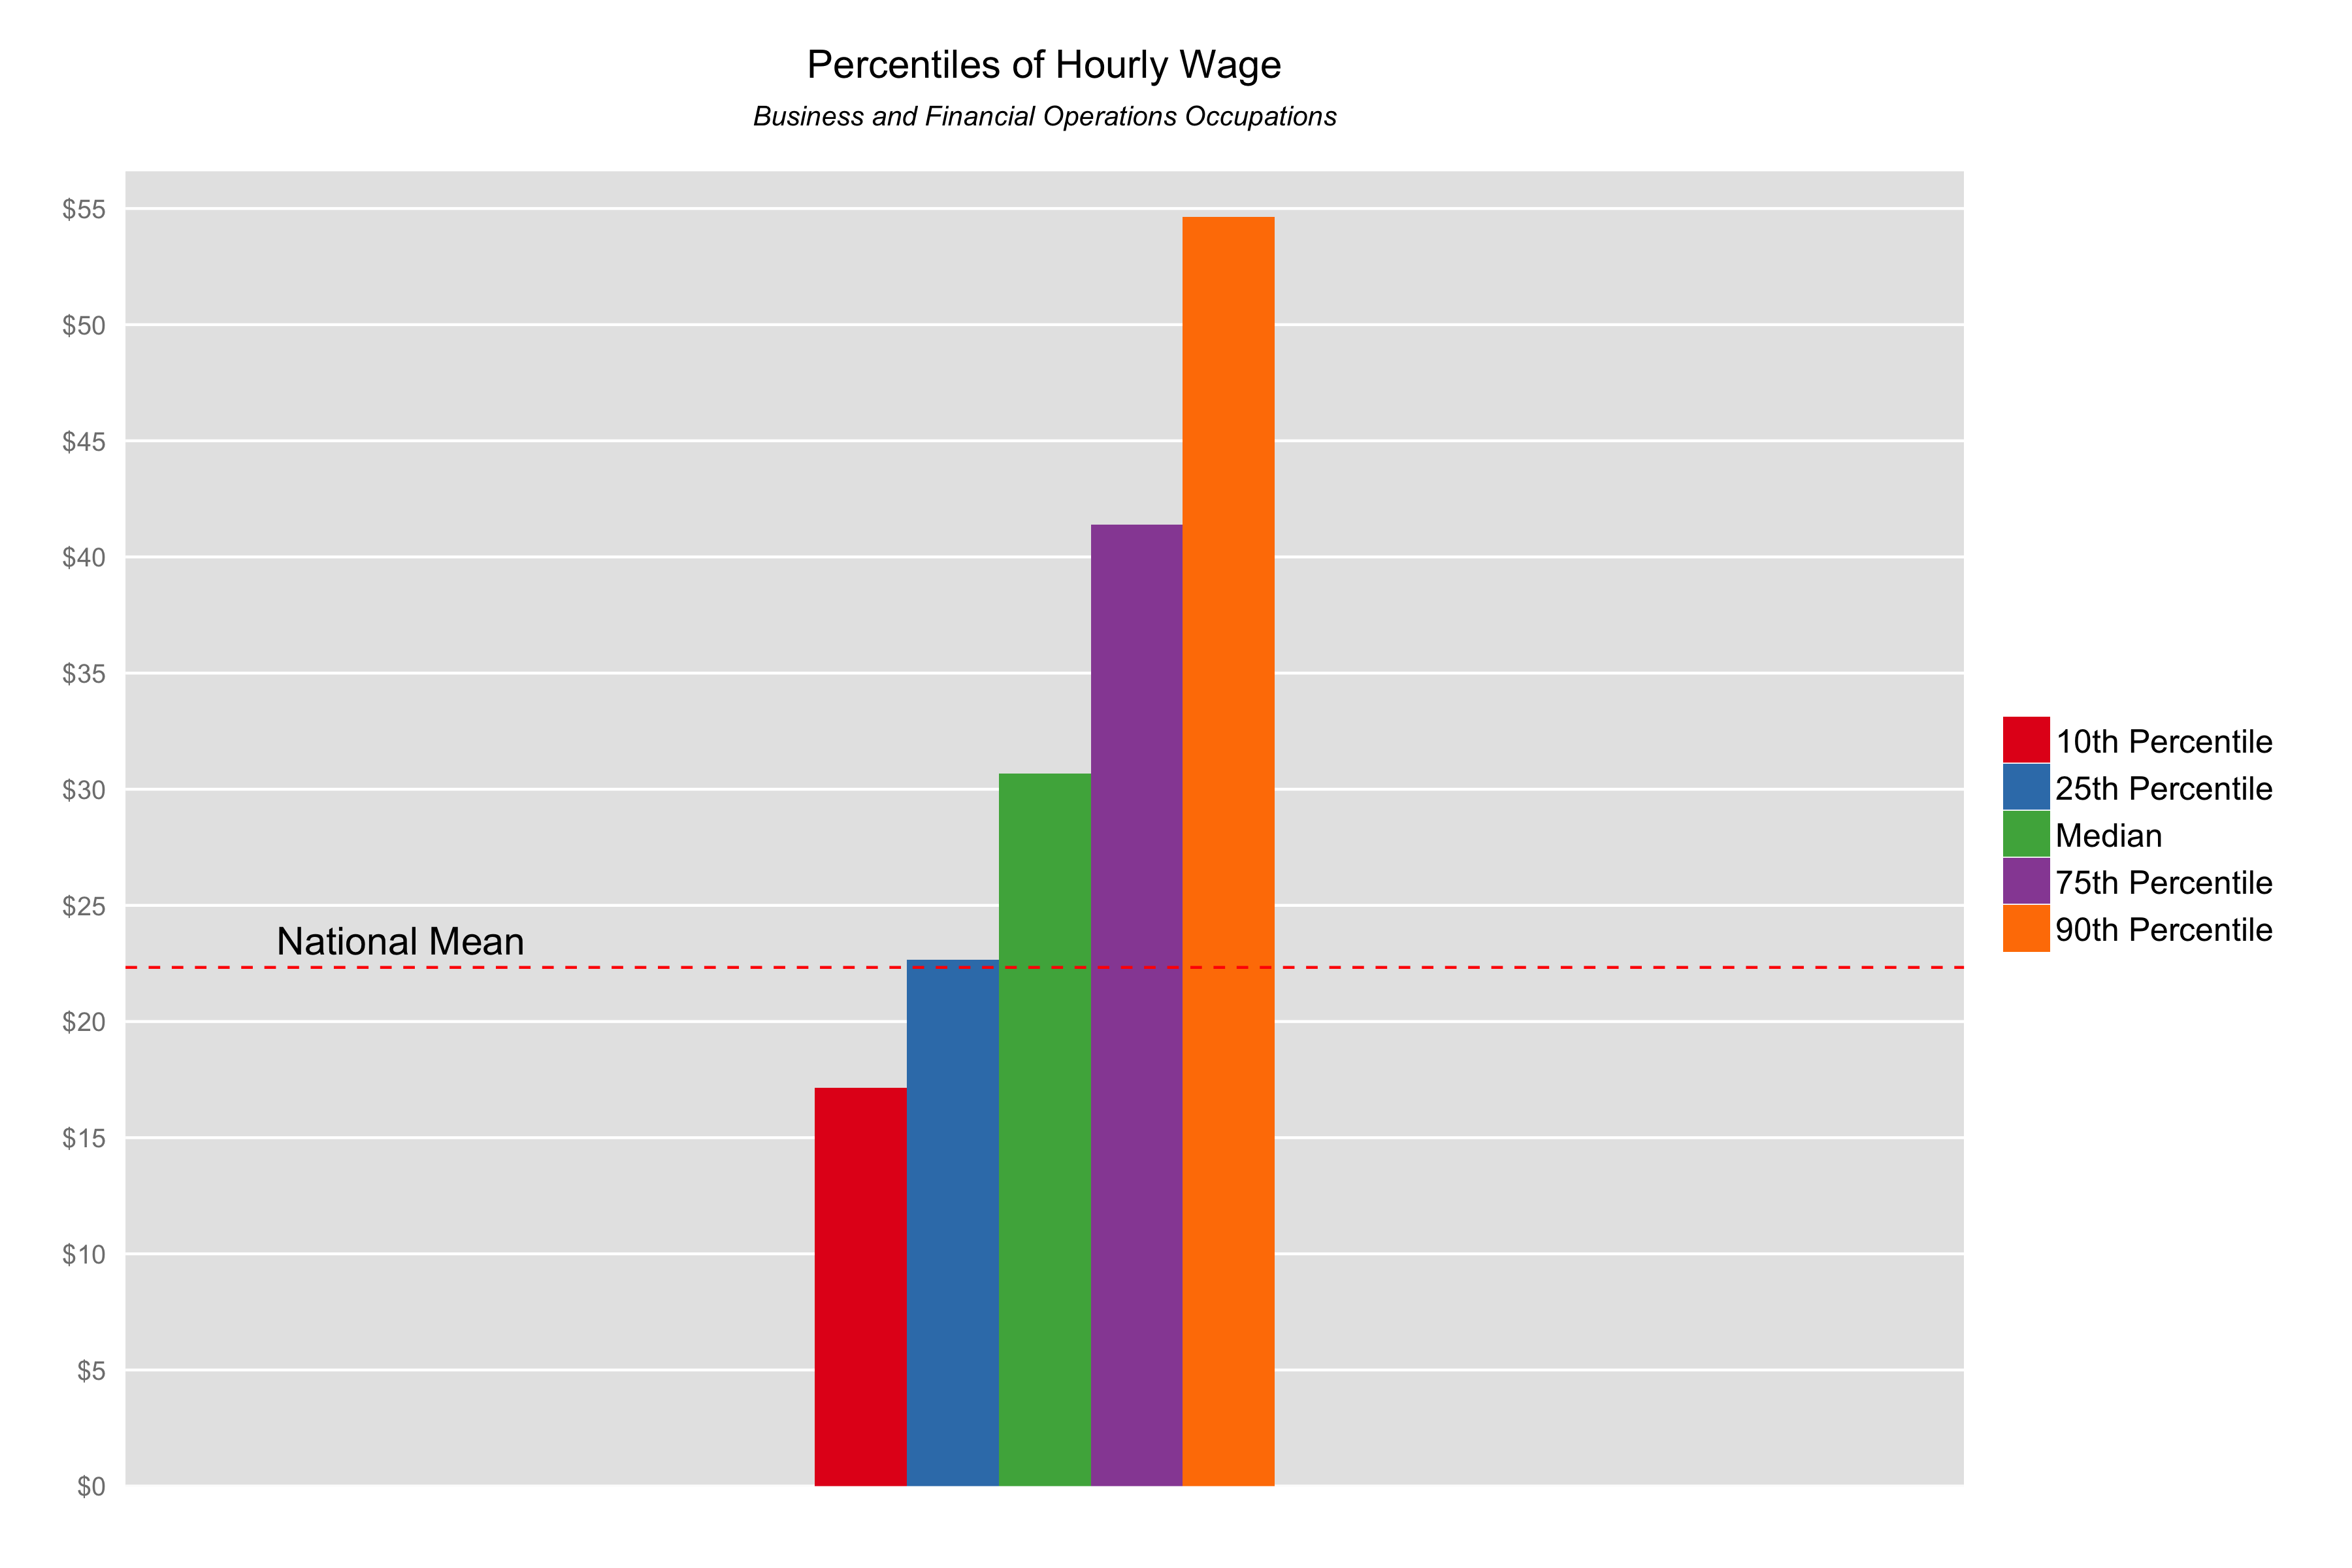 Percentiles of Hourly Wage
Business and Financial Operations Occupations
$55
$50
$45
$40
$35
$30
$25
$20
$15
$10
$5
$0
National Mean
10th Percentile
25th Percentile
Median
75th Percentile
90th Percentile